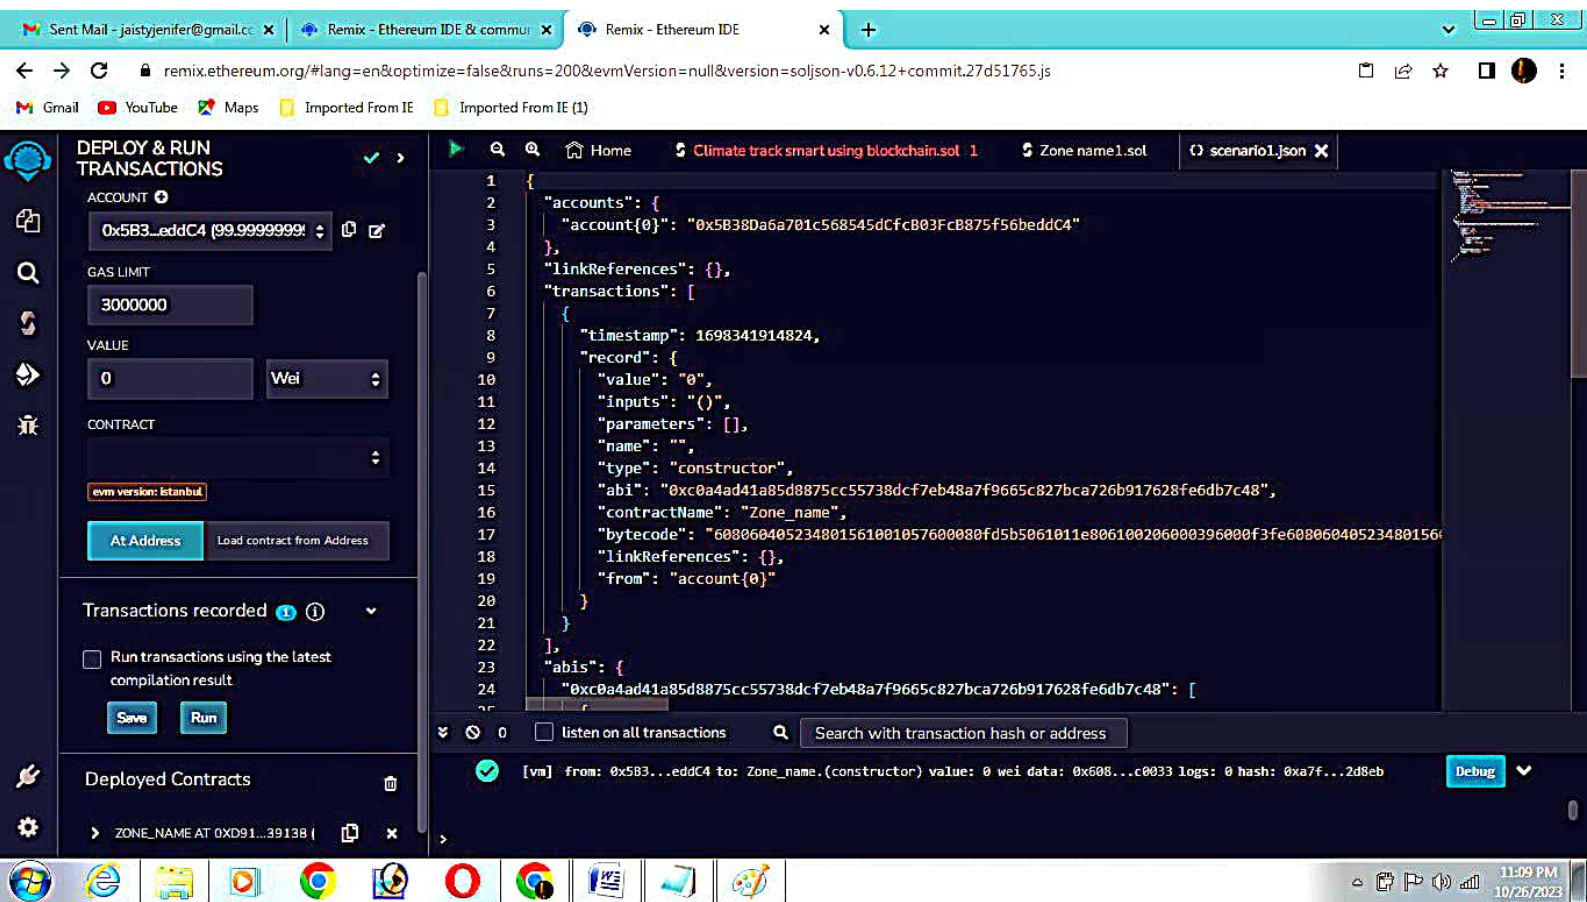 Sent Mail - jaistyjenifer@gmail.cc
Remix - Ethereum IDE & commu
Remix - Ethereum IDE
remix.ethereum.org/#lang=en&optimize=false&runs=200&evmVersion=null&version=soljson-v0.6.12+commit.27d51765.js
Gmail YouTube Maps Imported From IE Imported From IE (1)
DEPLOY & RUN
TRANSACTIONS
ACCOUNT
0x5B3...eddC4 (99.9999999
GAS LIMIT
3000000
VALUE
0 Wei
CONTRACT
evm version: istanbul
At Address Load contract from Address
Transactions recorded 1
Run transactions using the latest
compilation result
Save Run
Deployed Contracts
ZONE_NAME AT 0XD91...39138 (
Home Climate track smart using blockchain.sol 1 Zone name1.sol scenario1.json
1 {
2 "accounts": {
3 "account{0}": "0x5B38Da6a701c568545dCfcB03FcB875f56beddC4"
4 },
5 "linkReferences": {},
6 "transactions": [
7 {
8 "timestamp": 1698341914824,
9 "record": {
10 "value": "0",
11 "inputs": "()",
12 "parameters": [],
13 "name": "",
14 "type": "constructor",
15 "abi": "0xc0a4ad41a85d8875cc55738dcf7eb48a7f9665c827bca726b917628fe6db7c48",
16 "contractName": "Zone_name",
17 "bytecode": "6080604052348015610010576000 80fd5b5061011e806100206000396000f3fe60806040523480156
18 "linkReferences": {},
19 "from": "account{0}"
20 }
21 }
22 ],
23 "abis": {
24 "0xc0a4ad41a85d8875cc55738dcf7eb48a7f9665c827bca726b917628fe6db7c48": [
0 listen on all transactions Search with transaction hash or address
[vm] from: 0x5B3...eddC4 to: Zone_name.(constructor) value: 0 wei data: 0x608...c0033 logs: 0 hash: 0xa7f...2d8eb
Debug
>
11:09 PM
10/26/2023